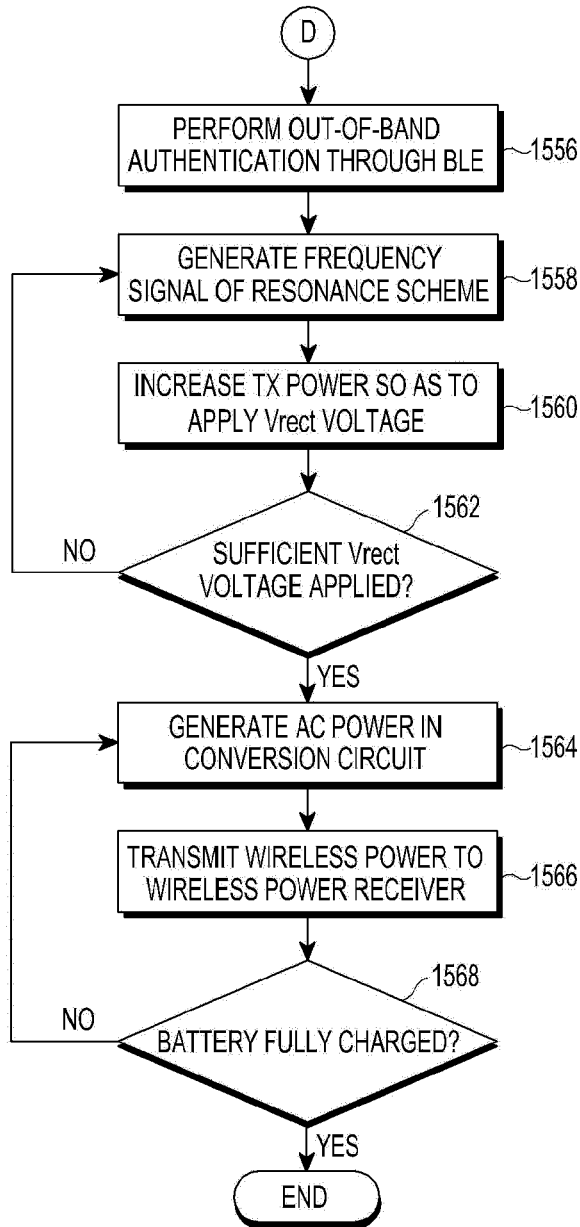 D
PERFORM OUT-OF-BAND
AUTHENTICATION THROUGH BLE
1556
GENERATE FREQUENCY
SIGNAL OF RESONANCE SCHEME
1558
INCREASE TX POWER SO AS TO
APPLY Vrect VOLTAGE
1560
1562
SUFFICIENT Vrect
VOLTAGE APPLIED?
NO
YES
GENERATE AC POWER IN
CONVERSION CIRCUIT
1564
TRANSMIT WIRELESS POWER TO
WIRELESS POWER RECEIVER
1566
1568
BATTERY FULLY CHARGED?
NO
YES
END